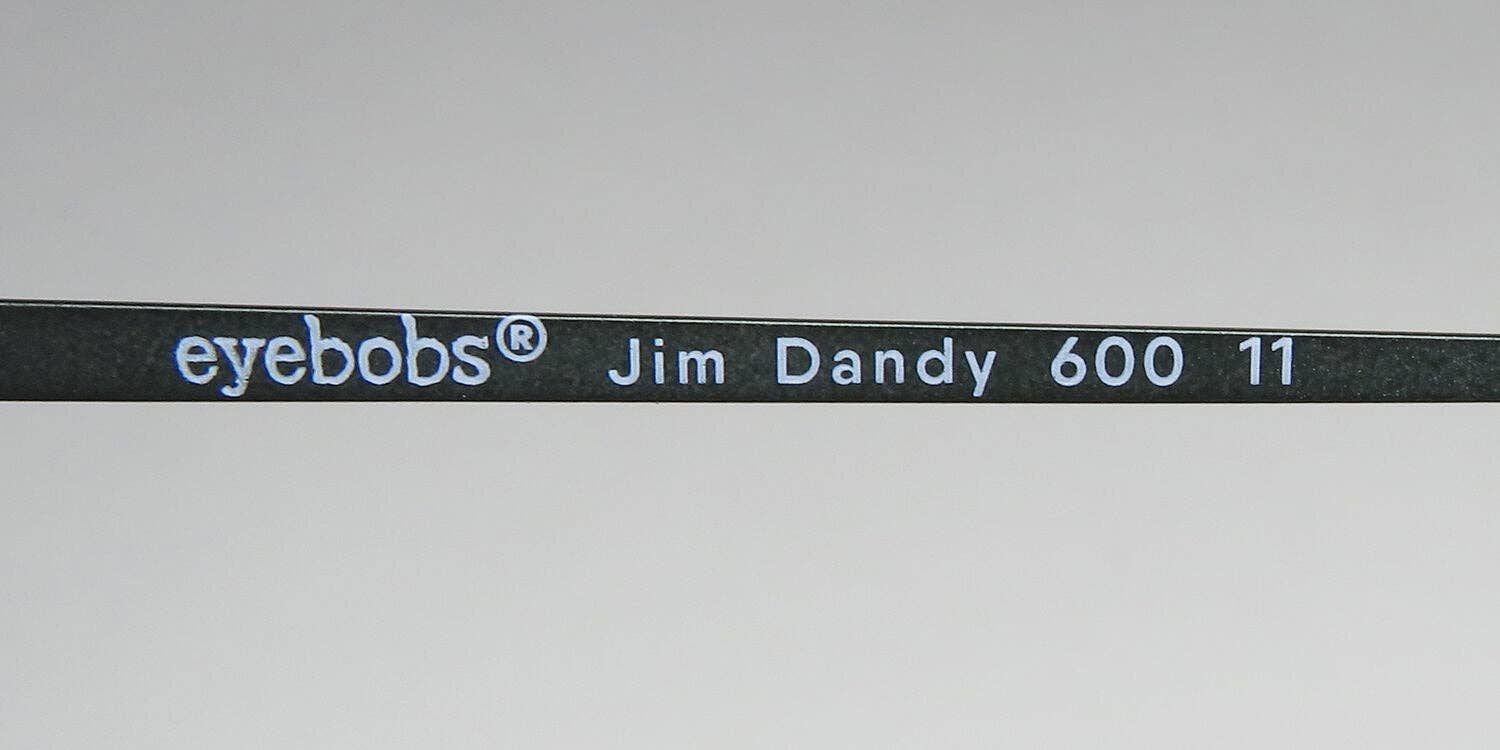 eyebobs® Jim Dandy 600 11